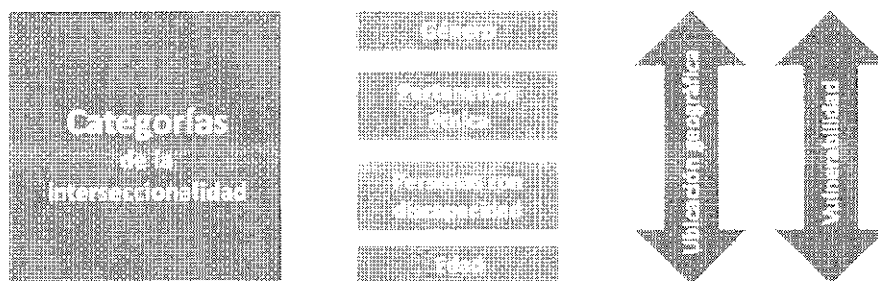 Categorías
de la
Interseccionalidad
Género
Pertenencia
étnica
Personas con
discapacidad
Edad
Ubicación geográfica
Vulnerabilidad